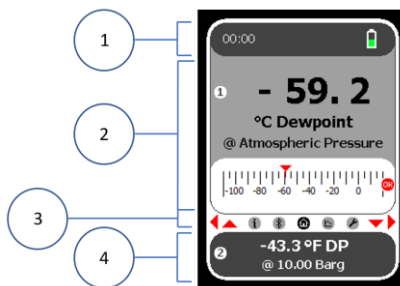 1
2
3
4
00:00
1
- 59. 2
°C Dewpoint
@ Atmospheric Pressure
-100 -80 -60 -40 -20 0
OK
2
-43.3 °F DP
@ 10.00 Barg